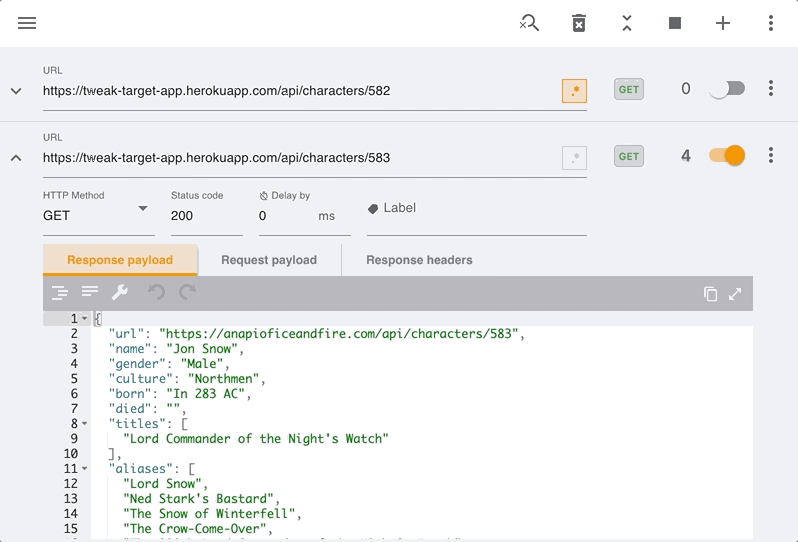 URL
https://tweak-target-app.herokuapp.com/api/characters/582
.* GET 0
URL
https://tweak-target-app.herokuapp.com/api/characters/583
.* GET 4
HTTP Method Status code Delay by
GET 200 0 ms Label
Response payload Request payload Response headers
1 {
2 "url": "https://anapioficeandfire.com/api/characters/583",
3 "name": "Jon Snow",
4 "gender": "Male",
5 "culture": "Northmen",
6 "born": "In 283 AC",
7 "died": "",
8 "titles": [
9 "Lord Commander of the Night's Watch"
10 ],
11 "aliases": [
12 "Lord Snow",
13 "Ned Stark's Bastard",
14 "The Snow of Winterfell",
15 "The Crow-Come-Over",